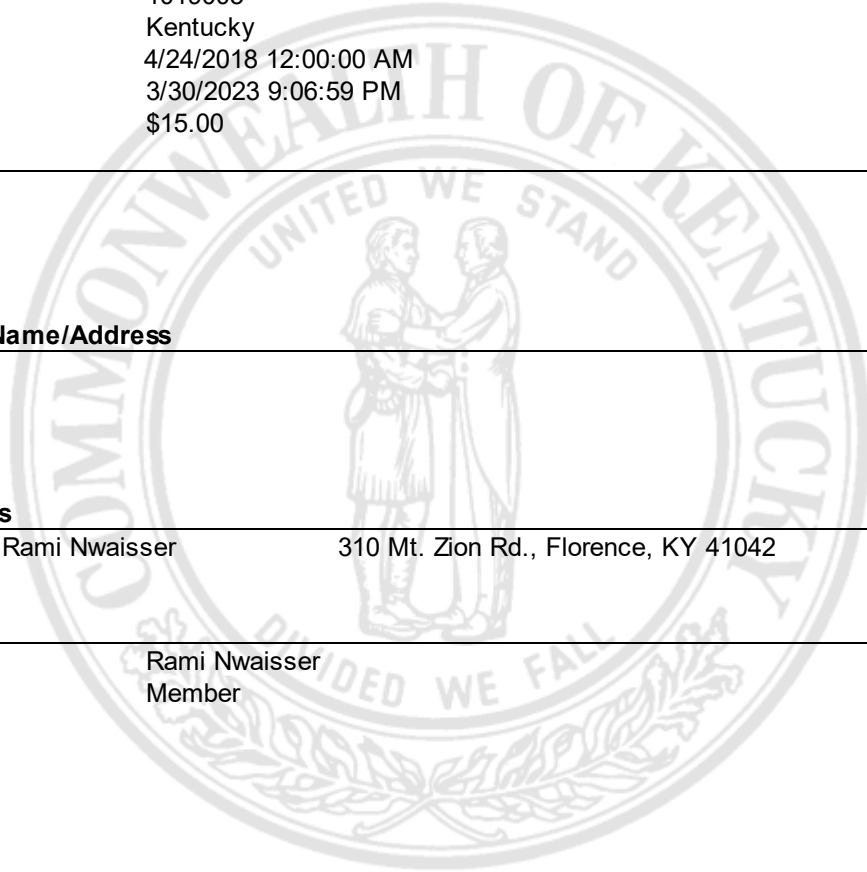 Kentucky
4/24/2018 12:00:00 AM
3/30/2023 9:06:59 PM
$15.00
COMMONWEALTH OF KENTUCKY
UNITED WE STAND
Name/Address
s
Rami Nwaisser 310 Mt. Zion Rd., Florence, KY 41042
Rami Nwaisser
Member
DIVIDED WE FALL